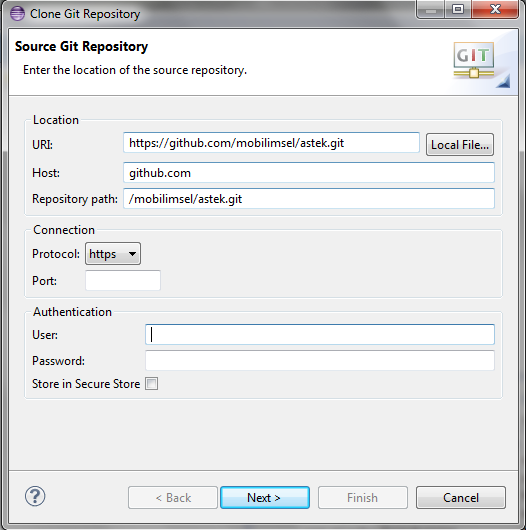 Clone Git Repository
Source Git Repository
Enter the location of the source repository.
GIT
Location
URI: https://github.com/mobilimsel/astek.git Local File...
Host: github.com
Repository path: /mobilimsel/astek.git
Connection
Protocol: https
Port:
Authentication
User:
Password:
Store in Secure Store
? < Back Next > Finish Cancel